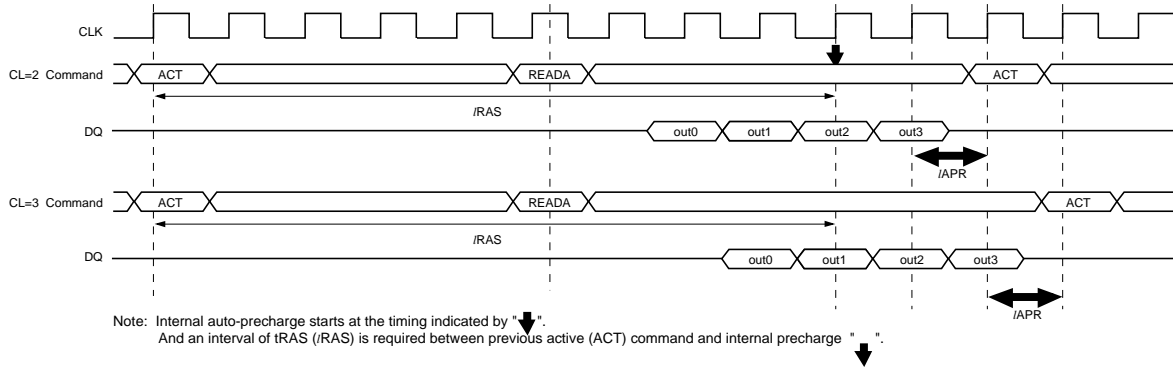 CLK
CL=2 Command ACT READA ACT
lRAS
DQ out0 out1 out2 out3
lAPR
CL=3 Command ACT READA ACT
lRAS
DQ out0 out1 out2 out3
lAPR
Note: Internal auto-precharge starts at the timing indicated by " ".
And an interval of tRAS (lRAS) is required between previous active (ACT) command and internal precharge " ".